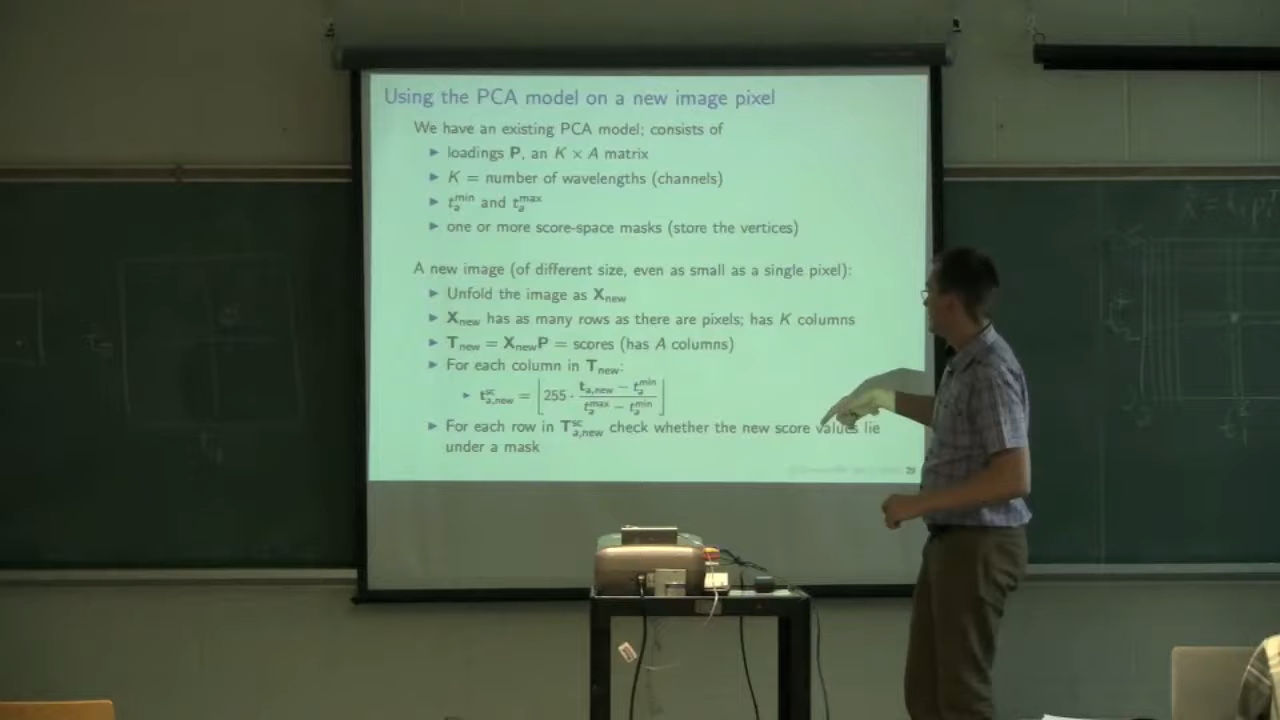 Using the PCA model on a new image pixel
We have an existing PCA model; consists of
▶ loadings P, an K × A matrix
▶ K = number of wavelengths (channels)
▶ t_a^min and t_a^max
▶ one or more score-space masks (store the vertices)
A new image (of different size, even as small as a single pixel):
▶ Unfold the image as X_new
▶ X_new has as many rows as there are pixels; has K columns
▶ T_new = X_new P = scores (has A columns)
▶ For each column in T_new:
▶ t_a,new^sc = ⌊255 · (t_a,new − t_a^min) / (t_a^max − t_a^min)⌋
▶ For each row in T_a,new^sc check whether the new score values lie
under a mask